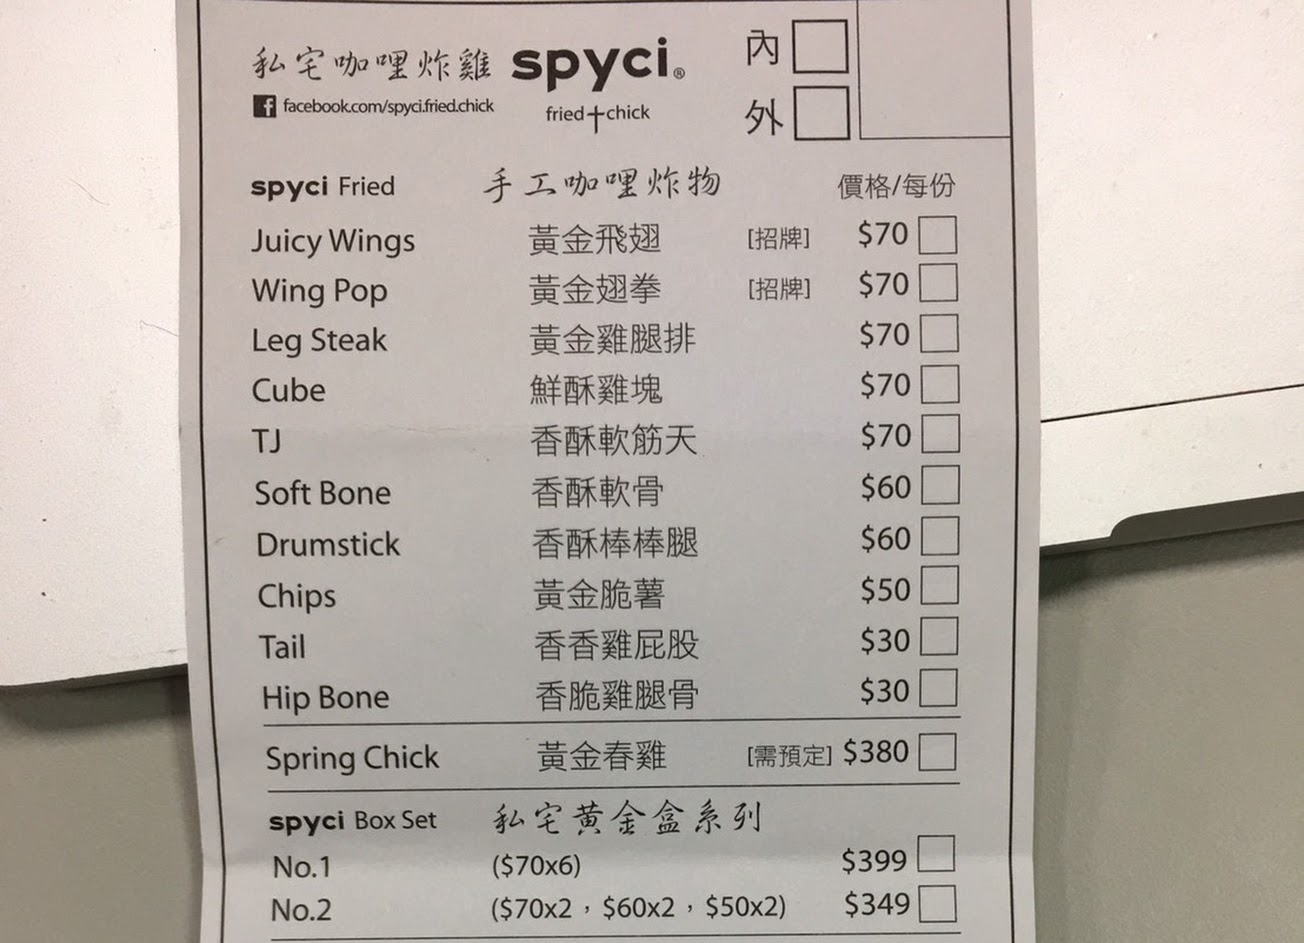 私宅咖哩炸雞 spyci® 內
facebook.com/spyci.fried.chick fried chick 外
spyci Fried 手工咖哩炸物 價格/每份
Juicy Wings 黃金飛翅 [招牌] $70
Wing Pop 黃金翅拳 [招牌] $70
Leg Steak 黃金雞腿排 $70
Cube 鮮酥雞塊 $70
TJ 香酥軟筋天 $70
Soft Bone 香酥軟骨 $60
Drumstick 香酥棒棒腿 $60
Chips 黃金脆薯 $50
Tail 香香雞屁股 $30
Hip Bone 香脆雞腿骨 $30
Spring Chick 黃金春雞 [需預定] $380
spyci Box Set 私宅黃金盒系列
No.1 ($70x6) $399
No.2 ($70x2，$60x2，$50x2) $349